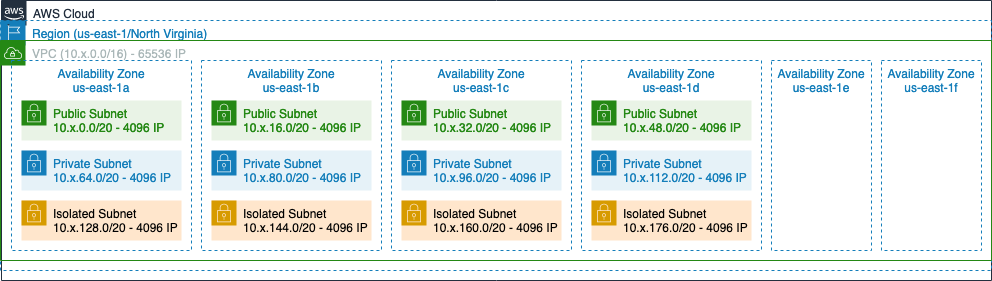 aws
AWS Cloud
Region (us-east-1/North Virginia)
VPC (10.x.0.0/16) - 65536 IP
Availability Zone
us-east-1a
Public Subnet
10.x.0.0/20 - 4096 IP
Private Subnet
10.x.64.0/20 - 4096 IP
Isolated Subnet
10.x.128.0/20 - 4096 IP
Availability Zone
us-east-1b
Public Subnet
10.x.16.0/20 - 4096 IP
Private Subnet
10.x.80.0/20 - 4096 IP
Isolated Subnet
10.x.144.0/20 - 4096 IP
Availability Zone
us-east-1c
Public Subnet
10.x.32.0/20 - 4096 IP
Private Subnet
10.x.96.0/20 - 4096 IP
Isolated Subnet
10.x.160.0/20 - 4096 IP
Availability Zone
us-east-1d
Public Subnet
10.x.48.0/20 - 4096 IP
Private Subnet
10.x.112.0/20 - 4096 IP
Isolated Subnet
10.x.176.0/20 - 4096 IP
Availability Zone
us-east-1e
Availability Zone
us-east-1f